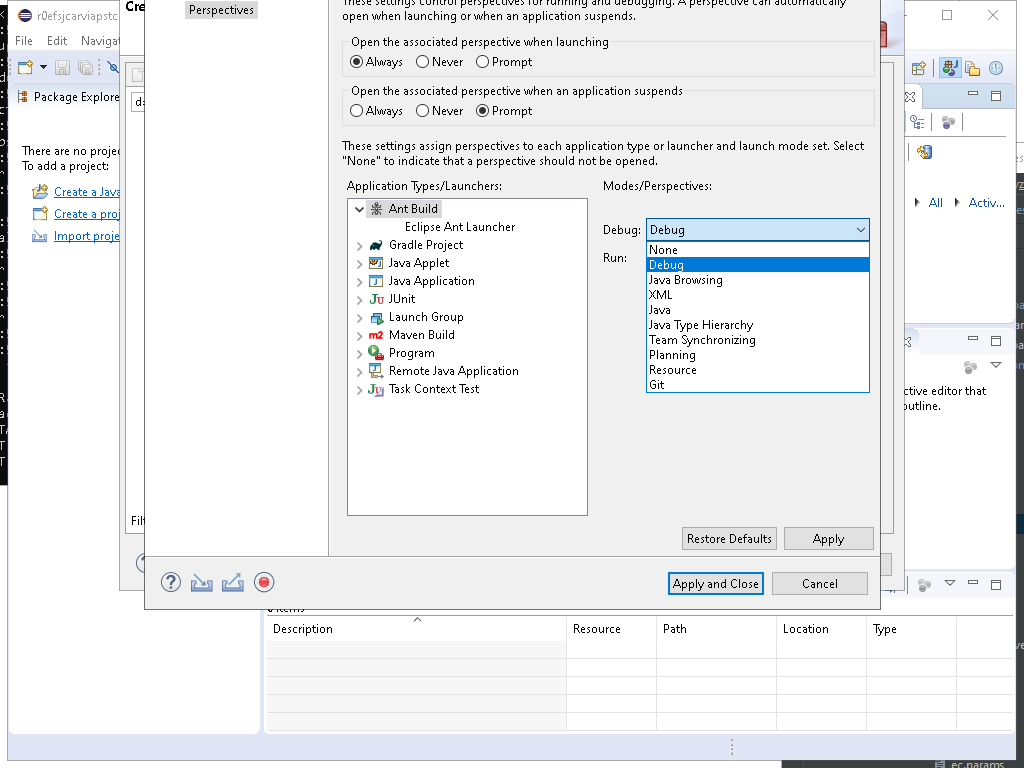 r0efsjcarviapstc
File Edit Navigat
Package Explore
There are no projec
To add a project:
Create a Java
Create a proj
Import proje
Cre
Perspectives
These settings control perspectives for running and debugging. A perspective can automatically
open when launching or when an application suspends.
Open the associated perspective when launching
Always Never Prompt
Open the associated perspective when an application suspends
Always Never Prompt
These settings assign perspectives to each application type or launcher and launch mode set. Select
"None" to indicate that a perspective should not be opened.
Application Types/Launchers:
Modes/Perspectives:
Ant Build
Eclipse Ant Launcher
Gradle Project
Java Applet
Java Application
JUnit
Launch Group
Maven Build
Program
Remote Java Application
Task Context Test
Debug: Debug
Run:
None
Debug
Java Browsing
XML
Java
Java Type Hierarchy
Team Synchronizing
Planning
Resource
Git
Restore Defaults Apply
Apply and Close Cancel
All Activ...
ctive editor that
outline.
Filt
Description Resource Path Location Type
ec.params